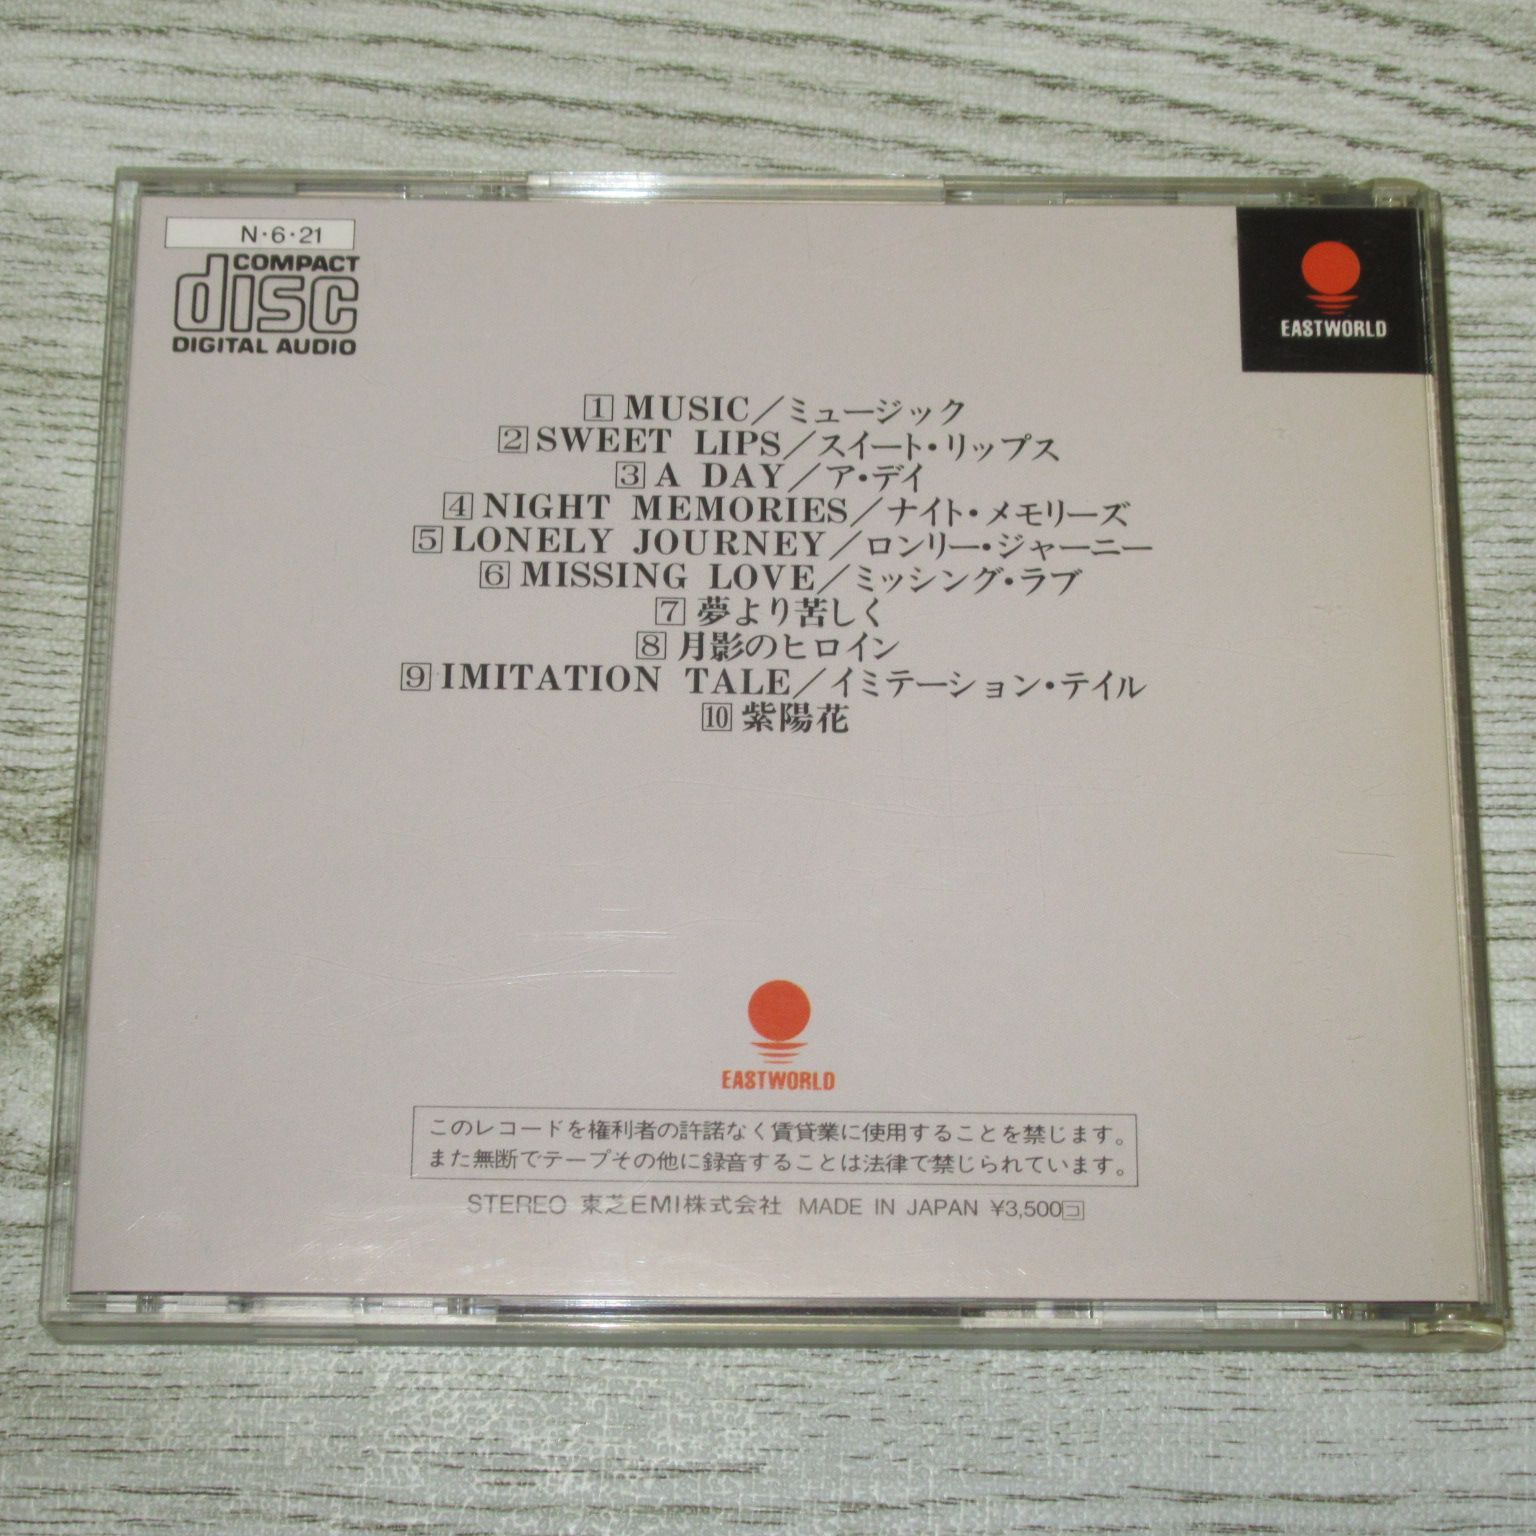 N・6・21
COMPACT
disc
DIGITAL AUDIO
EASTWORLD
1 MUSIC／ミュージック
2 SWEET LIPS／スイート・リップス
3 A DAY／ア・デイ
4 NIGHT MEMORIES／ナイト・メモリーズ
5 LONELY JOURNEY／ロンリー・ジャーニー
6 MISSING LOVE／ミッシング・ラブ
7 夢より苦しく
8 月影のヒロイン
9 IMITATION TALE／イミテーション・テイル
10 紫陽花
EASTWORLD
このレコードを権利者の許諾なく賃貸業に使用することを禁じます。
また無断でテープその他に録音することは法律で禁じられています。
STEREO 東芝EMI株式会社 MADE IN JAPAN ¥3,500コ